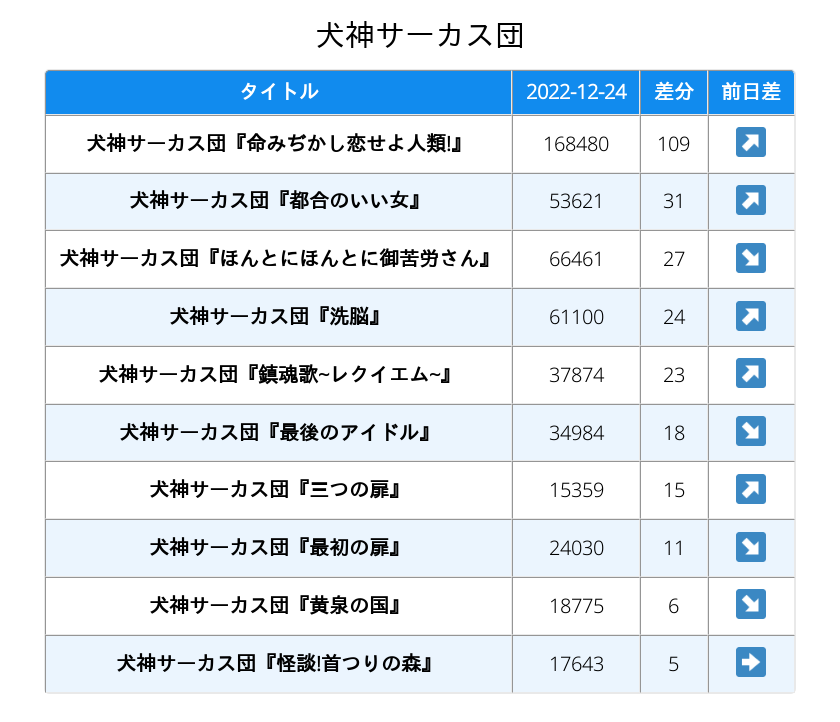 犬神サーカス団
タイトル 2022-12-24 差分 前日差
犬神サーカス団『命みぢかし恋せよ人類!』 168480 109 ↗
犬神サーカス団『都合のいい女』 53621 31 ↗
犬神サーカス団『ほんとにほんとに御苦労さん』 66461 27 ↘
犬神サーカス団『洗脳』 61100 24 ↗
犬神サーカス団『鎮魂歌~レクイエム~』 37874 23 ↗
犬神サーカス団『最後のアイドル』 34984 18 ↘
犬神サーカス団『三つの扉』 15359 15 ↗
犬神サーカス団『最初の扉』 24030 11 ↘
犬神サーカス団『黄泉の国』 18775 6 ↘
犬神サーカス団『怪談!首つりの森』 17643 5 ➡